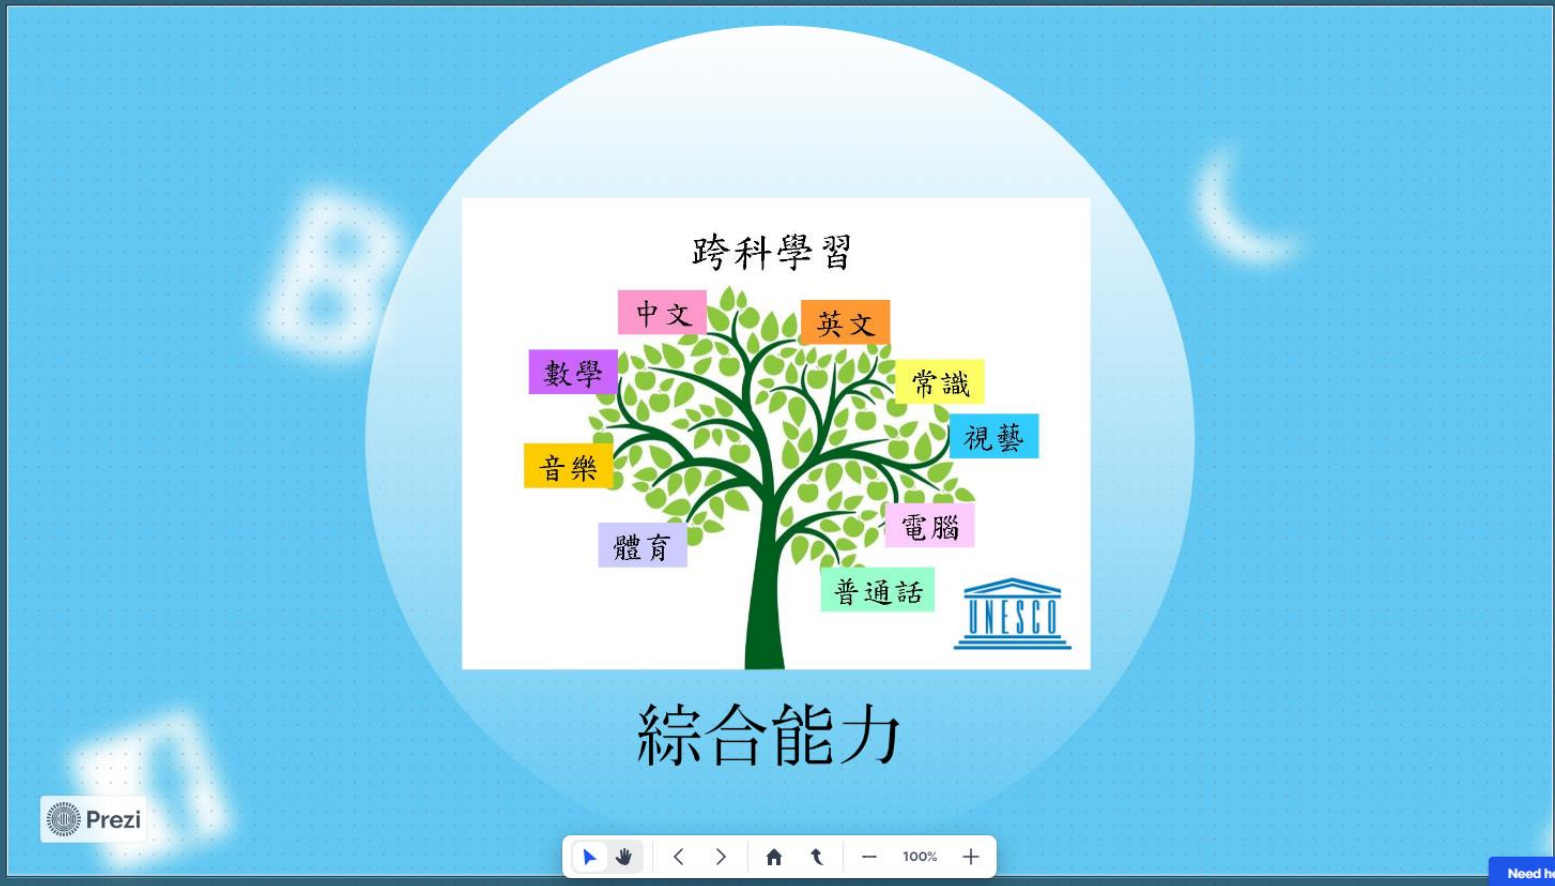 跨科學習
中文
英文
數學
常識
視藝
音樂
電腦
體育
普通話
UNESCO
綜合能力
Prezi
100%